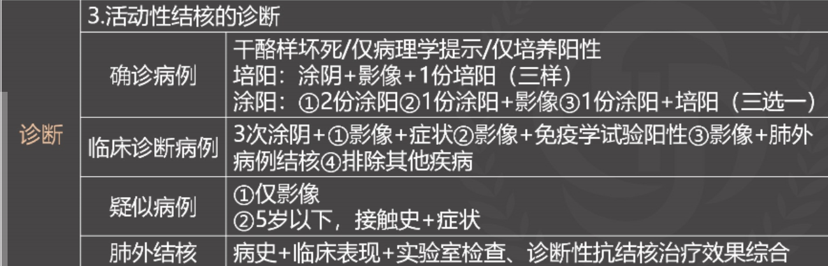 3.活动性结核的诊断
诊断
确诊病例
干酪样坏死/仅病理学提示/仅培养阳性
培阳：涂阴+影像+1份培阳（三样）
涂阳：①2份涂阳②1份涂阳+影像③1份涂阳+培阳（三选一）
临床诊断病例
3次涂阴+①影像+症状②影像+免疫学试验阳性③影像+肺外
病例结核④排除其他疾病
疑似病例
①仅影像
②5岁以下，接触史+症状
肺外结核
病史+临床表现+实验室检查、诊断性抗结核治疗效果综合